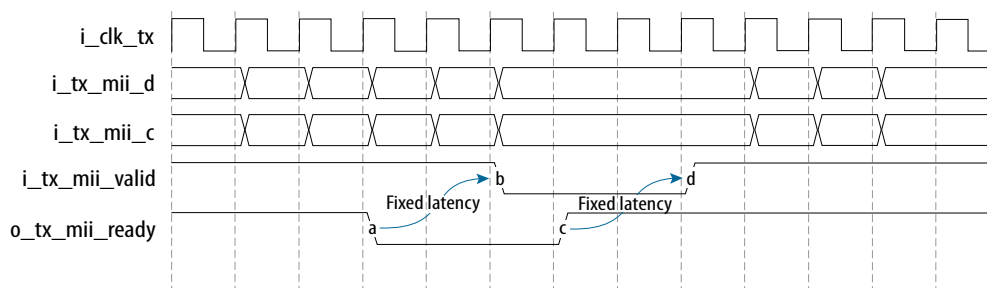 i_clk_tx
i_tx_mii_d
i_tx_mii_c
i_tx_mii_valid
b
d
Fixed latency
Fixed latency
o_tx_mii_ready
a
c